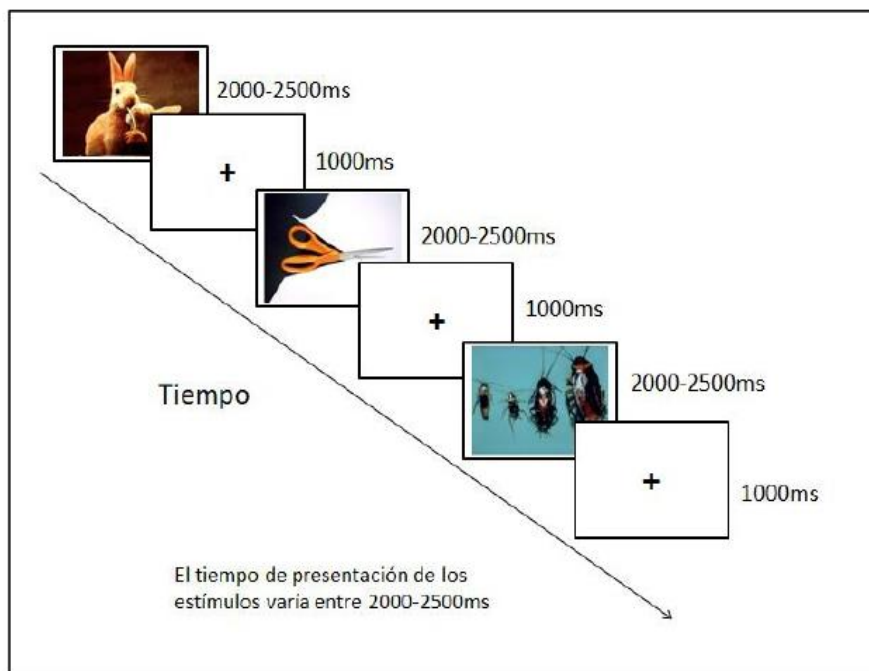 2000-2500ms
+
1000ms
2000-2500ms
+
1000ms
2000-2500ms
+
1000ms
Tiempo
El tiempo de presentación de los
estímulos varia entre 2000-2500ms